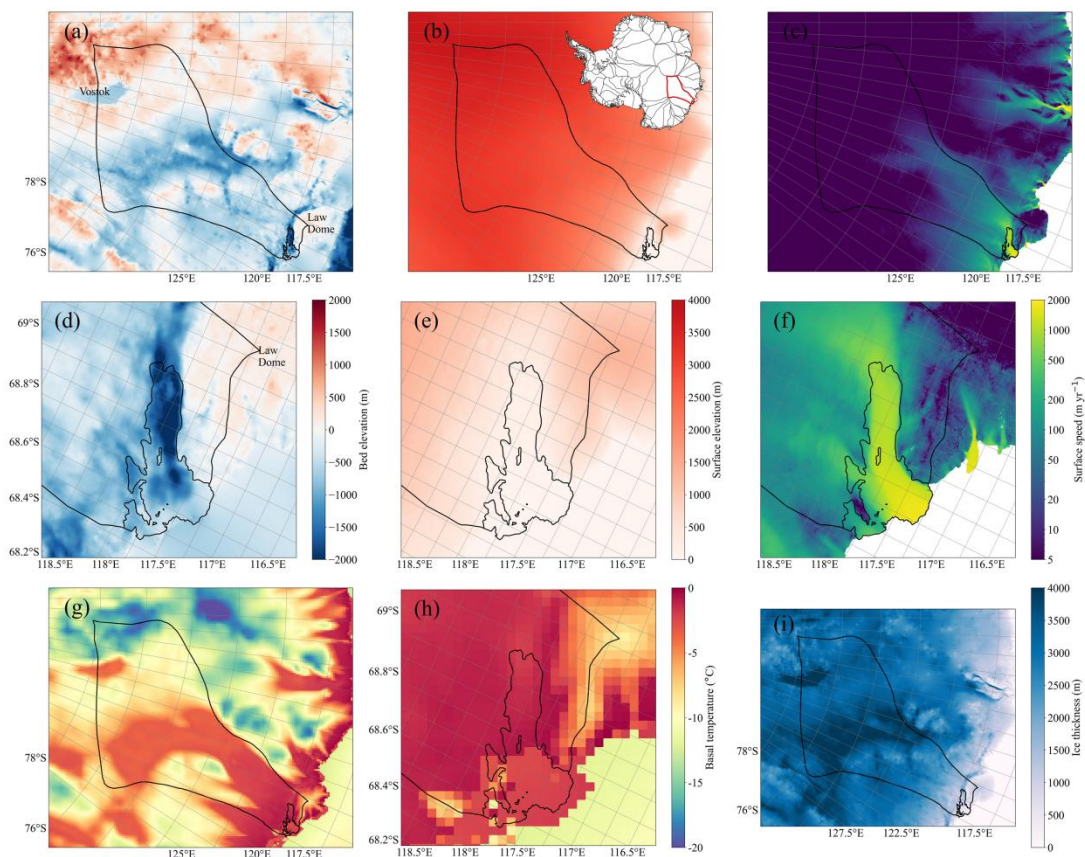 (a)
Vostok
Law
Dome
78°S
76°S
125°E
120°E
117.5°E
(b)
125°E
120°E
117.5°E
(c)
125°E
120°E
117.5°E
(d)
69°S
68.8°S
68.6°S
68.4°S
68.2°S
Law
Dome
118.5°E
118°E
117.5°E
117°E
116.5°E
2000
1500
1000
500
0
−500
−1000
−1500
−2000
Bed elevation (m)
(e)
118.5°E
118°E
117.5°E
117°E
116.5°E
4000
3500
3000
2500
2000
1500
1000
500
0
Surface elevation (m)
(f)
118.5°E
118°E
117.5°E
117°E
116.5°E
2000
1000
500
200
100
50
20
10
5
Surface speed (m yr⁻¹)
(g)
78°S
76°S
125°E
120°E
117.5°E
(h)
69°S
68.8°S
68.6°S
68.4°S
68.2°S
118.5°E
118°E
117.5°E
117°E
116.5°E
0
-5
-10
-15
-20
Basal temperature (°C)
(i)
78°S
76°S
127.5°E
122.5°E
117.5°E
4000
3500
3000
2500
2000
1500
1000
500
0
Ice thickness (m)